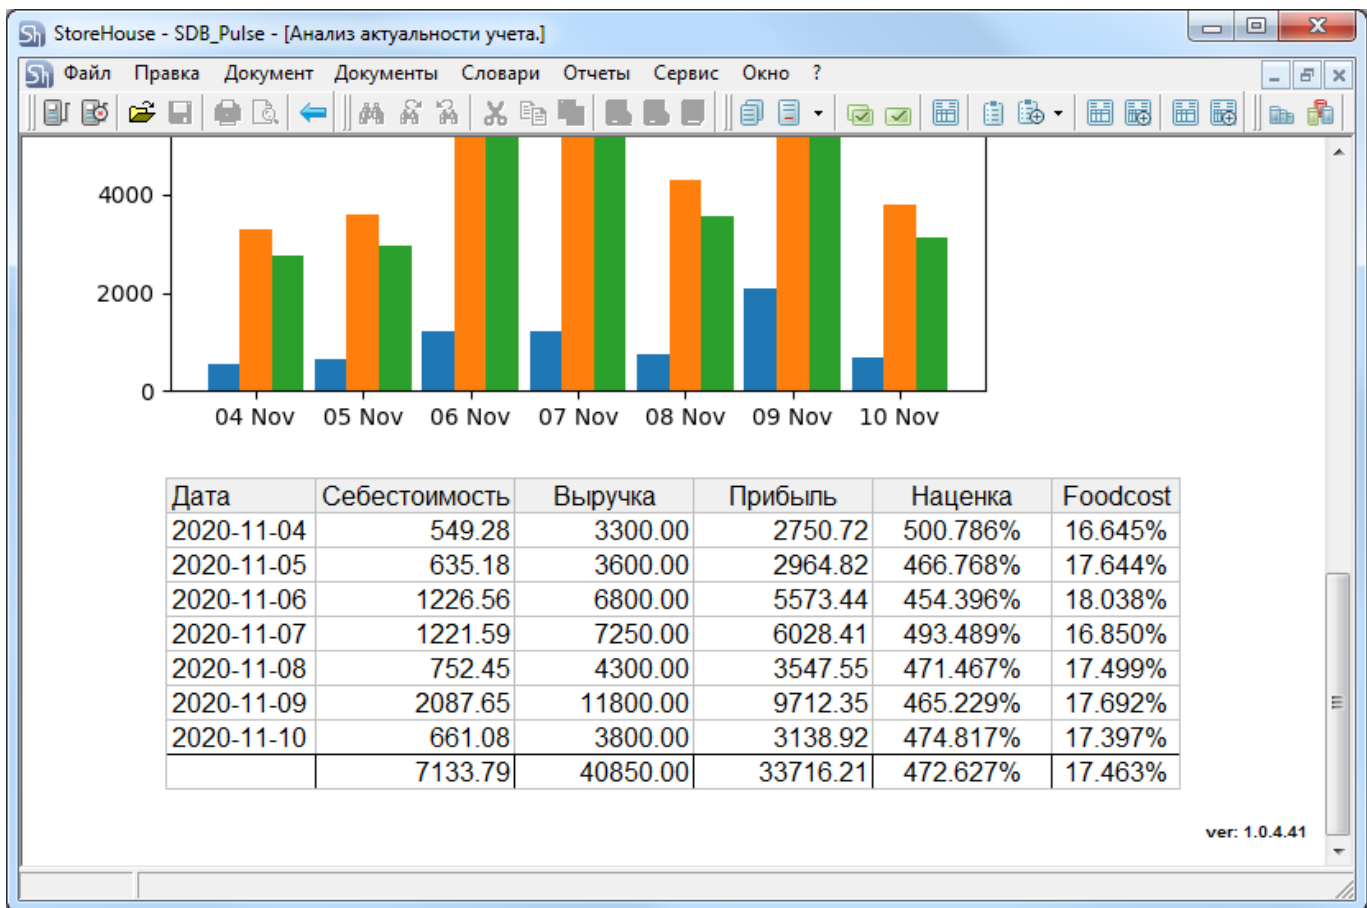 StoreHouse - SDB_Pulse - [Анализ актуальности учета.]
Файл Правка Документ Документы Словари Отчеты Сервис Окно ?
4000
2000
0
04 Nov 05 Nov 06 Nov 07 Nov 08 Nov 09 Nov 10 Nov
Дата Себестоимость Выручка Прибыль Наценка Foodcost
2020-11-04 549.28 3300.00 2750.72 500.786% 16.645%
2020-11-05 635.18 3600.00 2964.82 466.768% 17.644%
2020-11-06 1226.56 6800.00 5573.44 454.396% 18.038%
2020-11-07 1221.59 7250.00 6028.41 493.489% 16.850%
2020-11-08 752.45 4300.00 3547.55 471.467% 17.499%
2020-11-09 2087.65 11800.00 9712.35 465.229% 17.692%
2020-11-10 661.08 3800.00 3138.92 474.817% 17.397%
7133.79 40850.00 33716.21 472.627% 17.463%
ver: 1.0.4.41